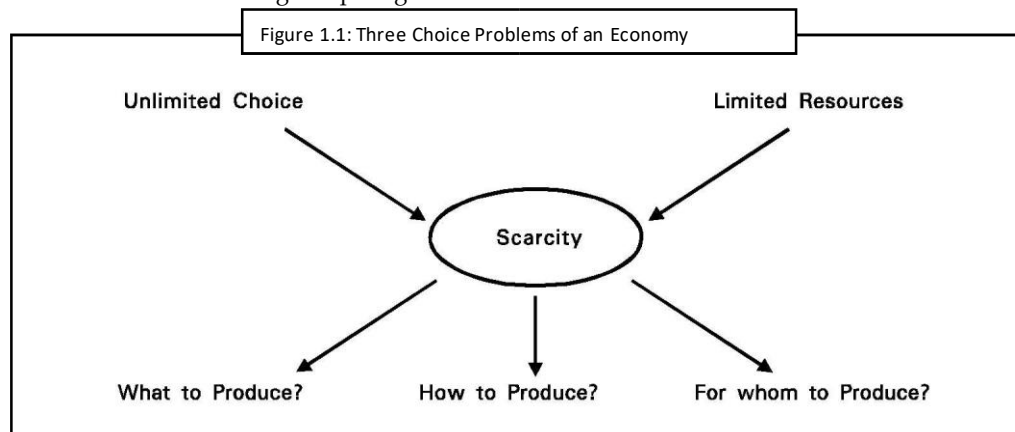 Figure 1.1: Three Choice Problems of an Economy
Unlimited Choice Limited Resources
Scarcity
What to Produce? How to Produce? For whom to Produce?